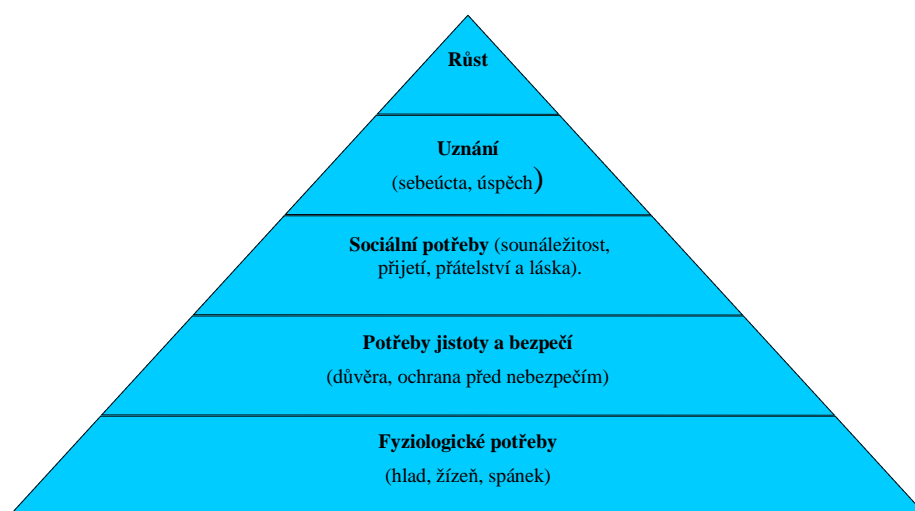 Růst
Uznání
(sebeúcta, úspěch)
Sociální potřeby (sounáležitost,
přijetí, přátelství a láska).
Potřeby jistoty a bezpečí
(důvěra, ochrana před nebezpečím)
Fyziologické potřeby
(hlad, žízeň, spánek)